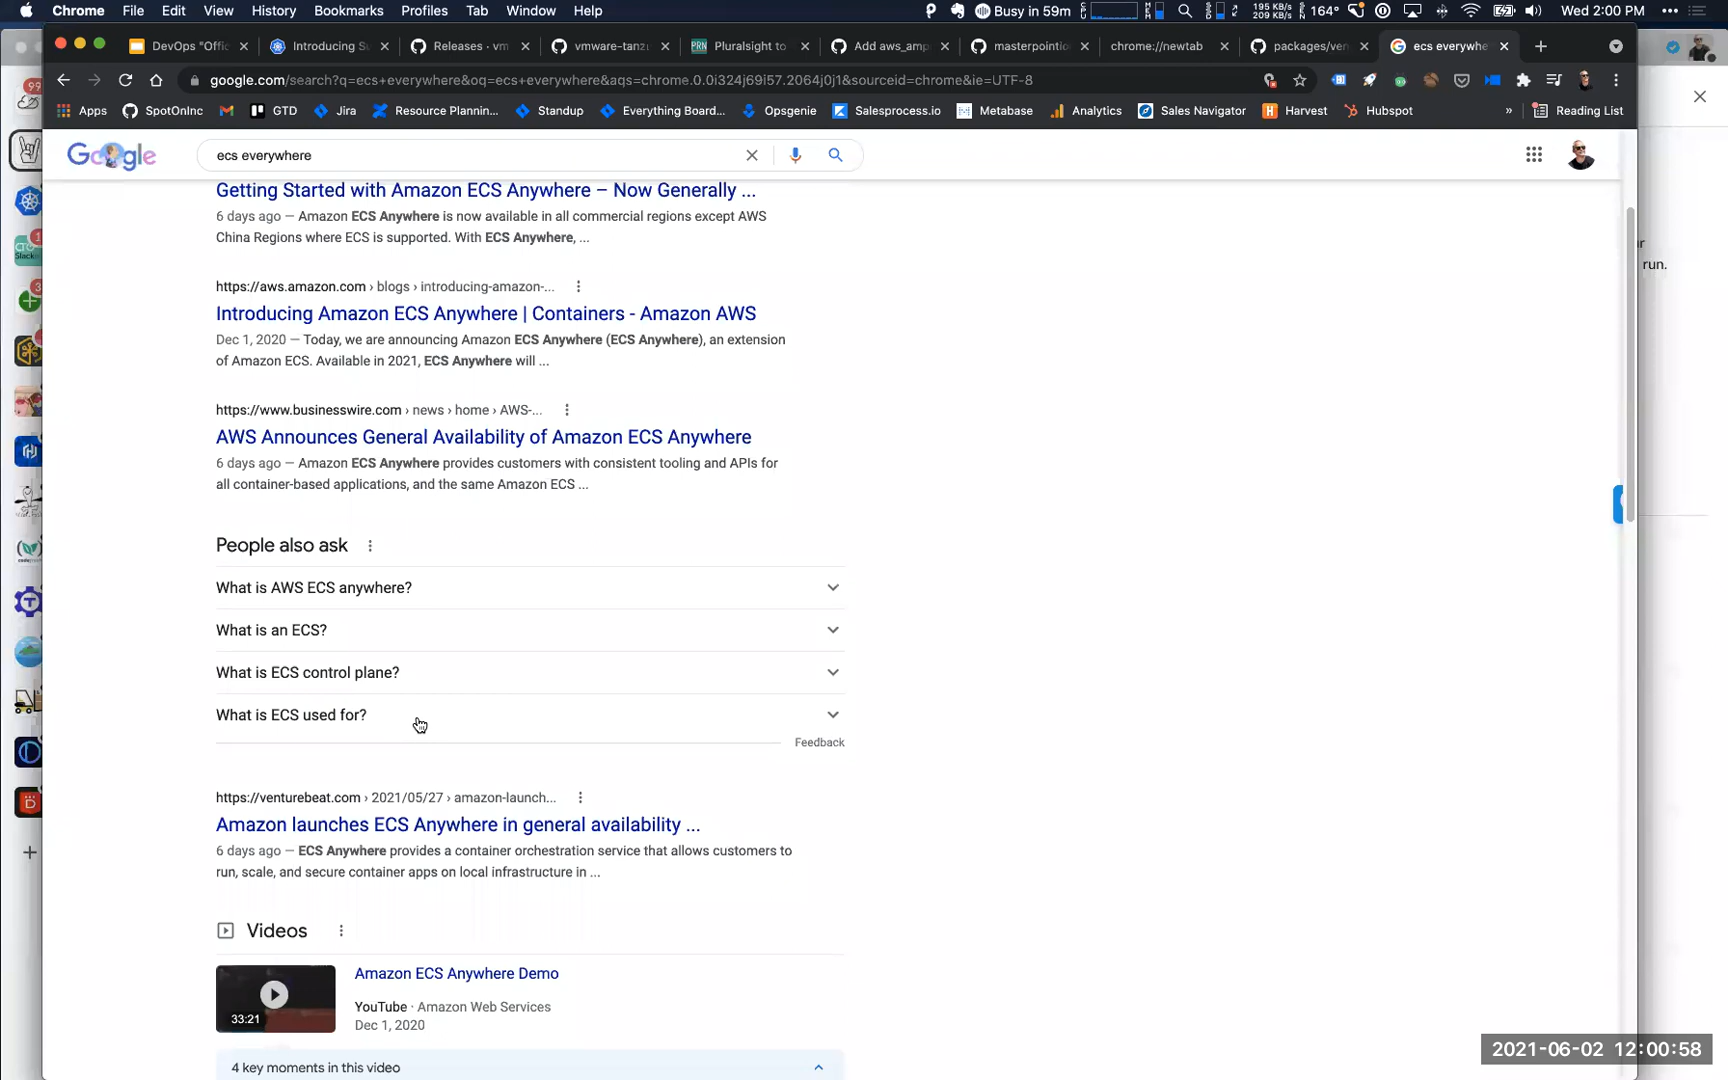 Chrome File Edit View History Bookmarks Profiles Tab Window Help
Busy in 59m 195 KB/s 209 KB/s 164° Wed 2:00 PM
DevOps "Offic Introducing S Releases · vm vmware-tanzu Pluralsight to Add aws_amp masterpointio chrome://newtab packages/ven ecs everywhe
google.com/search?q=ecs+everywhere&oq=ecs+everywhere&aqs=chrome.0.0i324j69i57.2064j0j1&sourceid=chrome&ie=UTF-8
Apps SpotOnInc GTD Jira Resource Plannin... Standup Everything Board... Opsgenie Salesprocess.io Metabase Analytics Sales Navigator Harvest Hubspot » Reading List
Google ecs everywhere
Getting Started with Amazon ECS Anywhere – Now Generally ...
6 days ago — Amazon ECS Anywhere is now available in all commercial regions except AWS
China Regions where ECS is supported. With ECS Anywhere, ...
run.
https://aws.amazon.com › blogs › introducing-amazon-...
Introducing Amazon ECS Anywhere | Containers - Amazon AWS
Dec 1, 2020 — Today, we are announcing Amazon ECS Anywhere (ECS Anywhere), an extension
of Amazon ECS. Available in 2021, ECS Anywhere will ...
https://www.businesswire.com › news › home › AWS-...
AWS Announces General Availability of Amazon ECS Anywhere
6 days ago — Amazon ECS Anywhere provides customers with consistent tooling and APIs for
all container-based applications, and the same Amazon ECS ...
People also ask
What is AWS ECS anywhere?
What is an ECS?
What is ECS control plane?
What is ECS used for?
Feedback
https://venturebeat.com › 2021/05/27 › amazon-launch...
Amazon launches ECS Anywhere in general availability ...
6 days ago — ECS Anywhere provides a container orchestration service that allows customers to
run, scale, and secure container apps on local infrastructure in ...
Videos
Amazon ECS Anywhere Demo
YouTube · Amazon Web Services
33:21
Dec 1, 2020
4 key moments in this video
2021-06-02 12:00:58